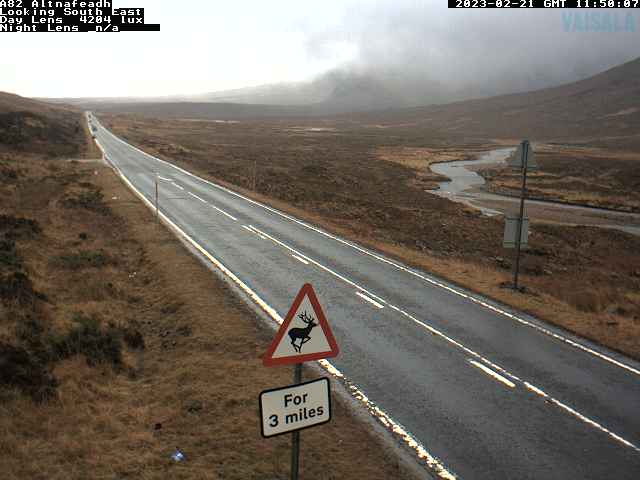 A82 Altnafeadh
Looking South East
Day Lens 4204 lux
Night Lens n/a
2023-02-21 GMT 11:50:07
VAISALA
For
3 miles